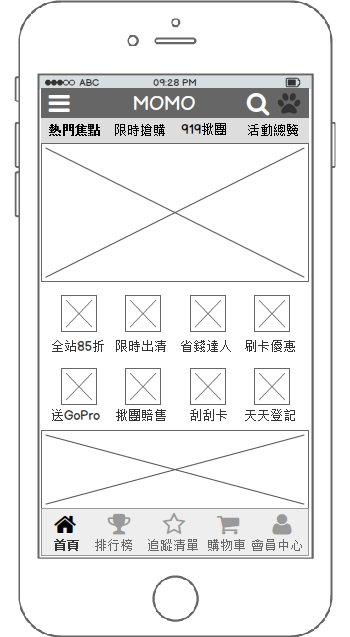 ABC 09:28 PM
MOMO
熱門焦點 限時搶購 919揪團 活動總覽
全站85折 限時出清 省錢達人 刷卡優惠
送GoPro 揪團賠售 刮刮卡 天天登記
首頁 排行榜 追蹤清單 購物車 會員中心